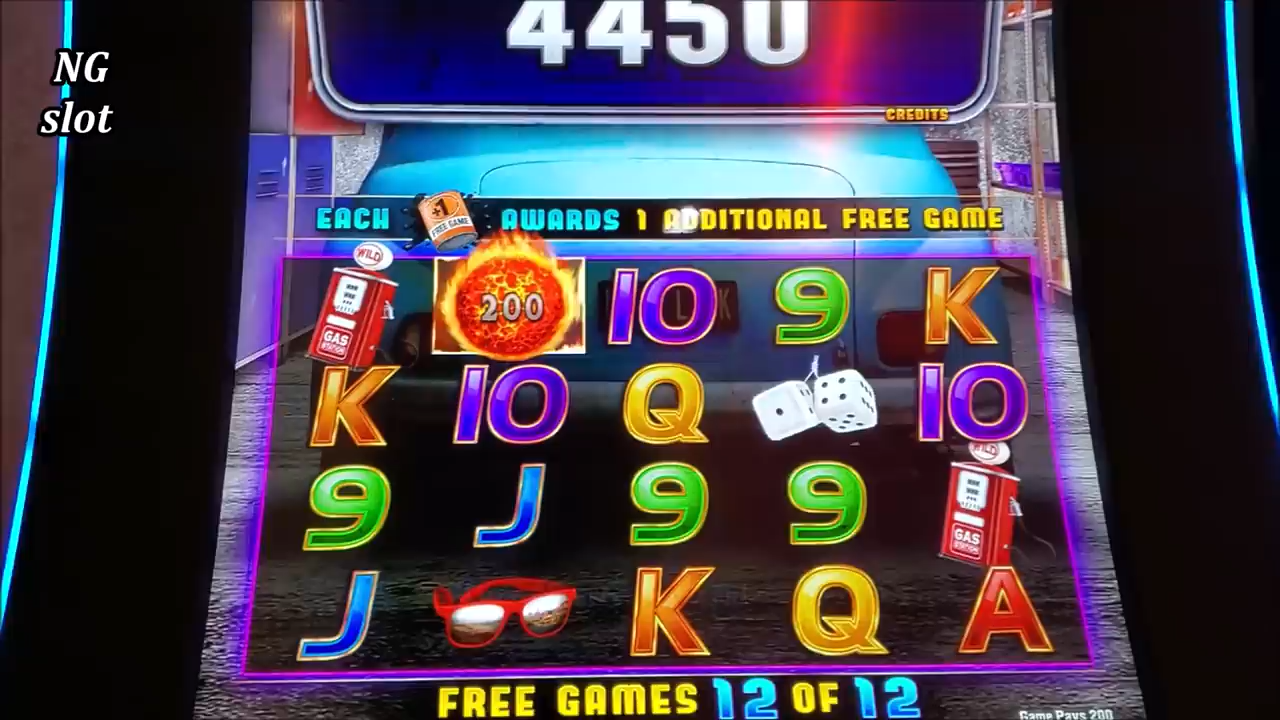 NG
slot
4450
CREDITS
EACH +1 FREE GAME AWARDS 1 ADDITIONAL FREE GAME
WILD
GAS
STATION
200
10
9
K
K
10
Q
10
9
J
9
9
WILD
GAS
STATION
J
K
Q
A
FREE GAMES 12 OF 12
Game Pays 200